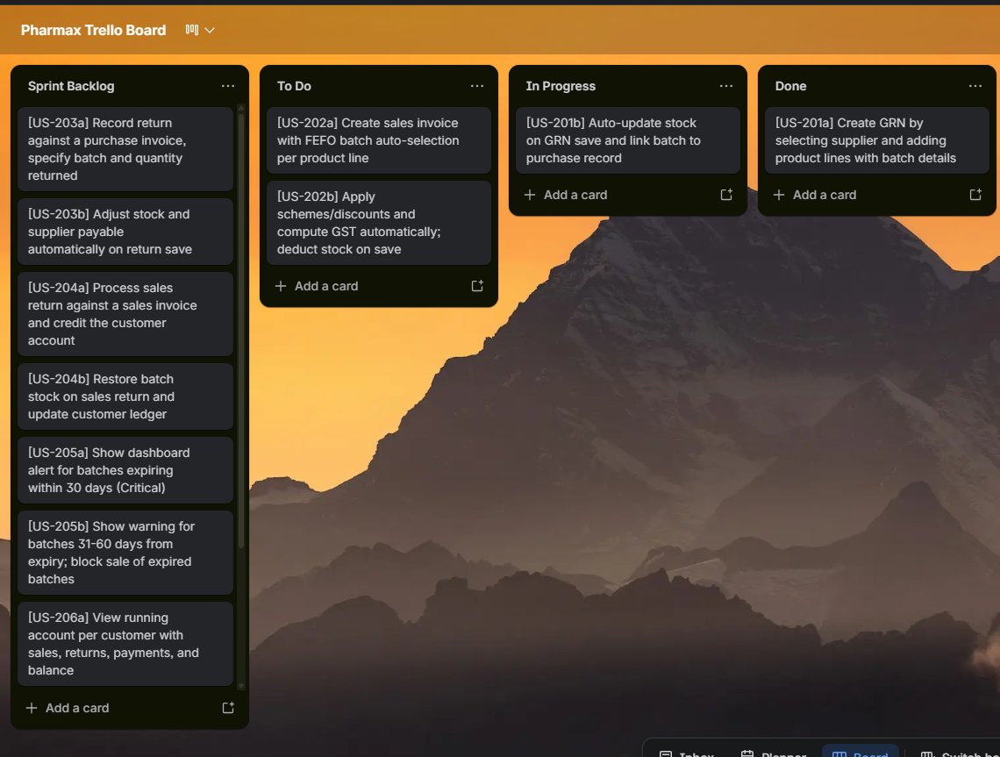 Pharmax Trello Board
Sprint Backlog
[US-203a] Record return
against a purchase invoice,
specify batch and quantity
returned
[US-203b] Adjust stock and
supplier payable
automatically on return save
[US-204a] Process sales
return against a sales invoice
and credit the customer
account
[US-204b] Restore batch
stock on sales return and
update customer ledger
[US-205a] Show dashboard
alert for batches expiring
within 30 days (Critical)
[US-205b] Show warning for
batches 31-60 days from
expiry; block sale of expired
batches
[US-206a] View running
account per customer with
sales, returns, payments, and
balance
Add a card
To Do
[US-202a] Create sales invoice
with FEFO batch auto-selection
per product line
[US-202b] Apply
schemes/discounts and
compute GST automatically;
deduct stock on save
Add a card
In Progress
[US-201b] Auto-update stock
on GRN save and link batch to
purchase record
Add a card
Done
[US-201a] Create GRN by
selecting supplier and adding
product lines with batch details
Add a card
Inbox
Planner
Board
Switch